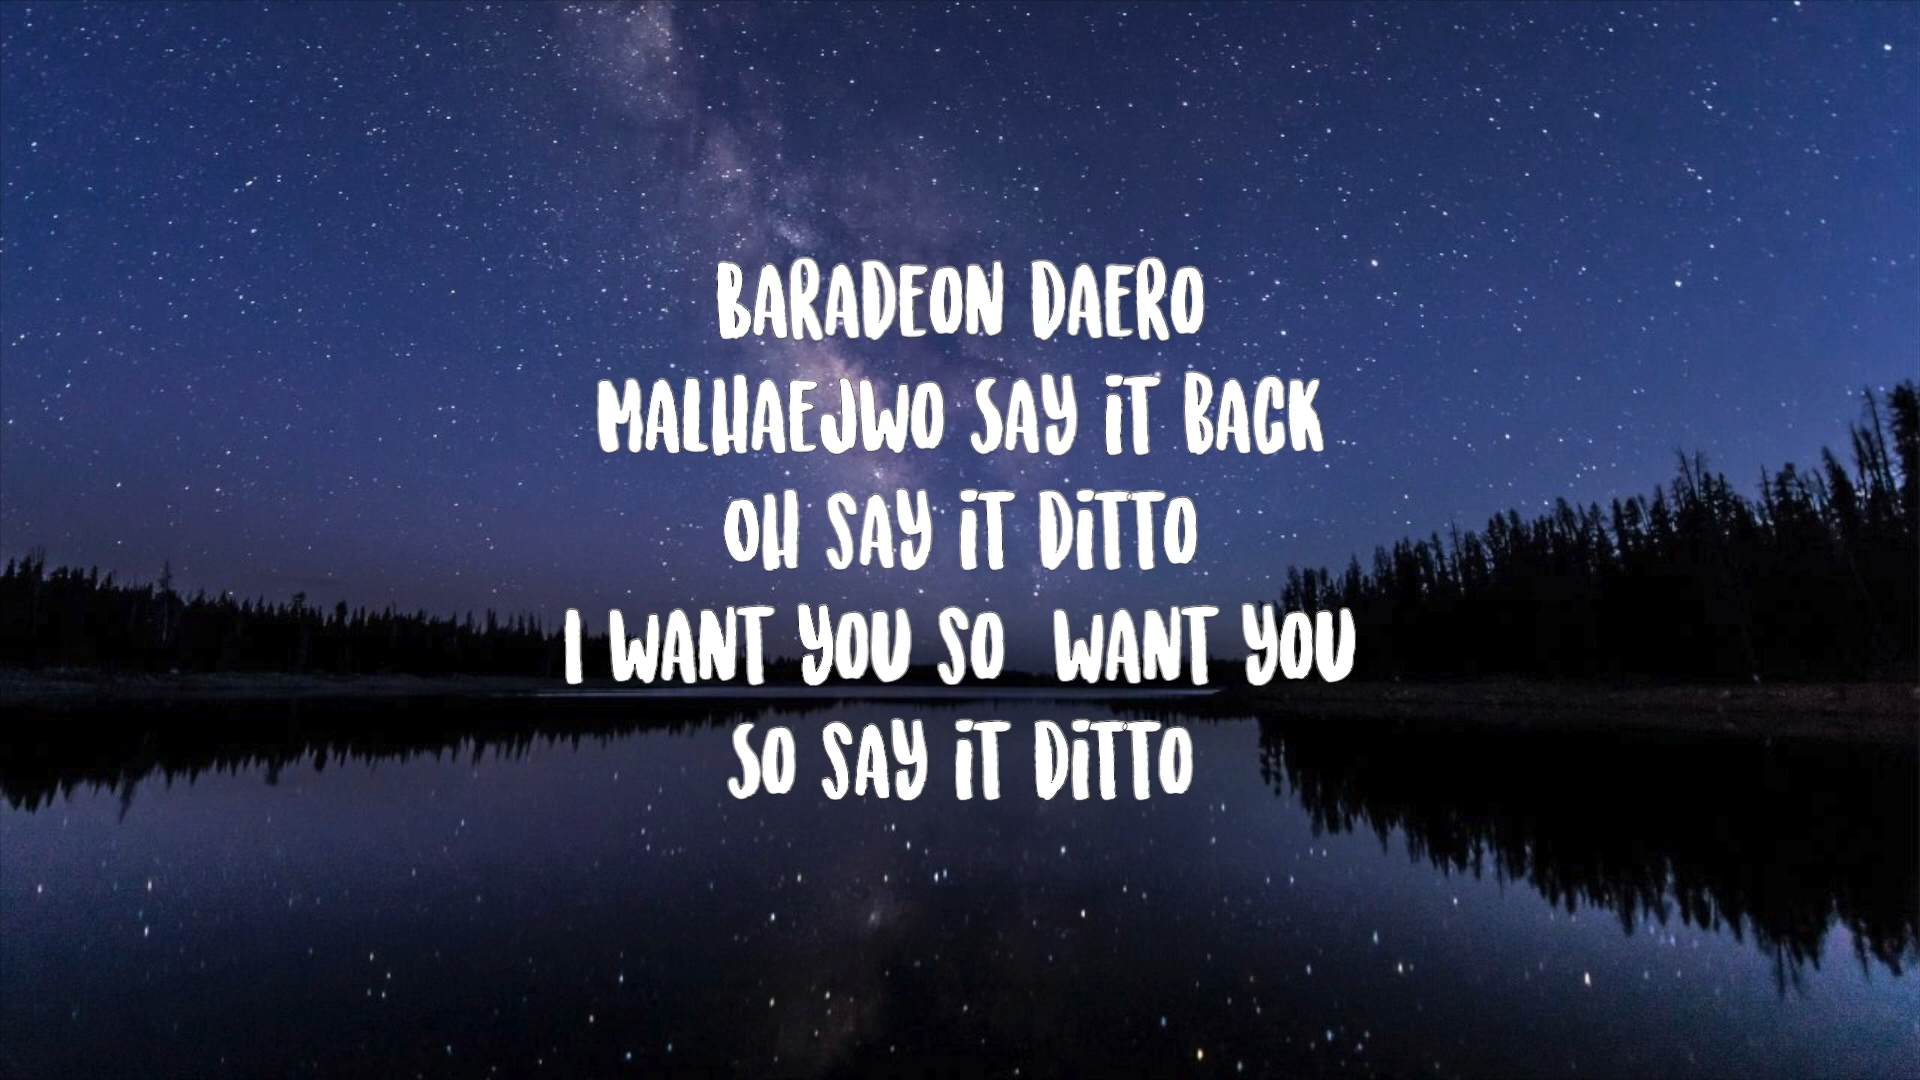 BARADEON DAERO
MALHAEJWO SAY iT BACK
OH SAY iT DiTTO
I WANT YOU SO WANT YOU
SO SAY iT DiTTO